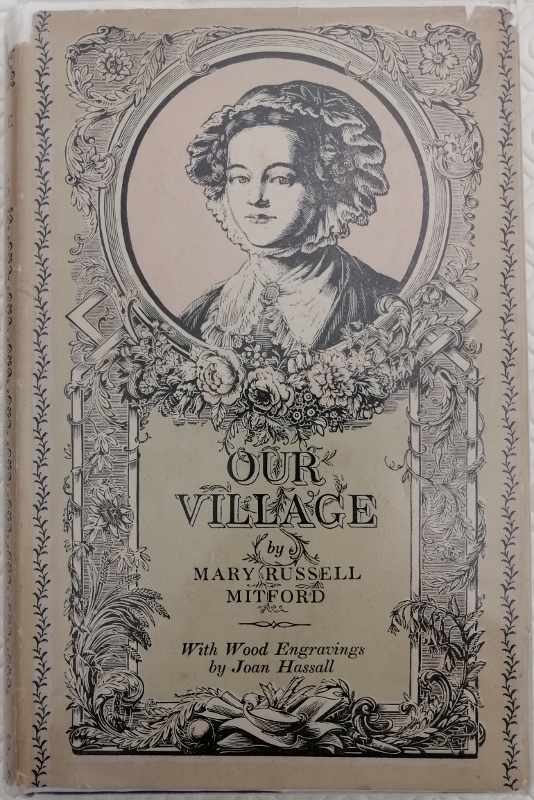 OUR
VILLAGE
by
MARY RUSSELL
MITFORD
With Wood Engravings
by Joan Hassall